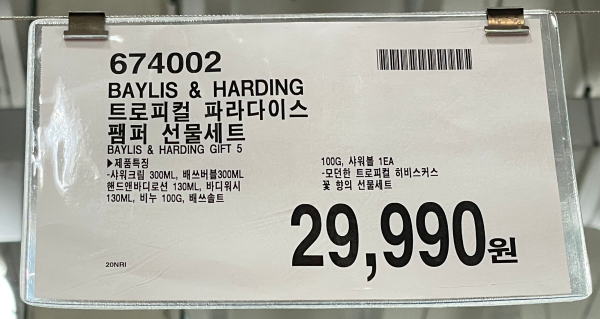 674002
BAYLIS & HARDING
트로피컬 파라다이스
팸퍼 선물세트
BAYLIS & HARDING GIFT 5
▶제품특징
-샤워크림 300ML, 배쓰버블300ML
핸드앤바디로션 130ML, 바디워시
130ML, 비누 100G, 배쓰솔트
100G, 샤워볼 1EA
-모던한 트로피컬 히비스커스
꽃 향의 선물세트
29,990원
20NRI